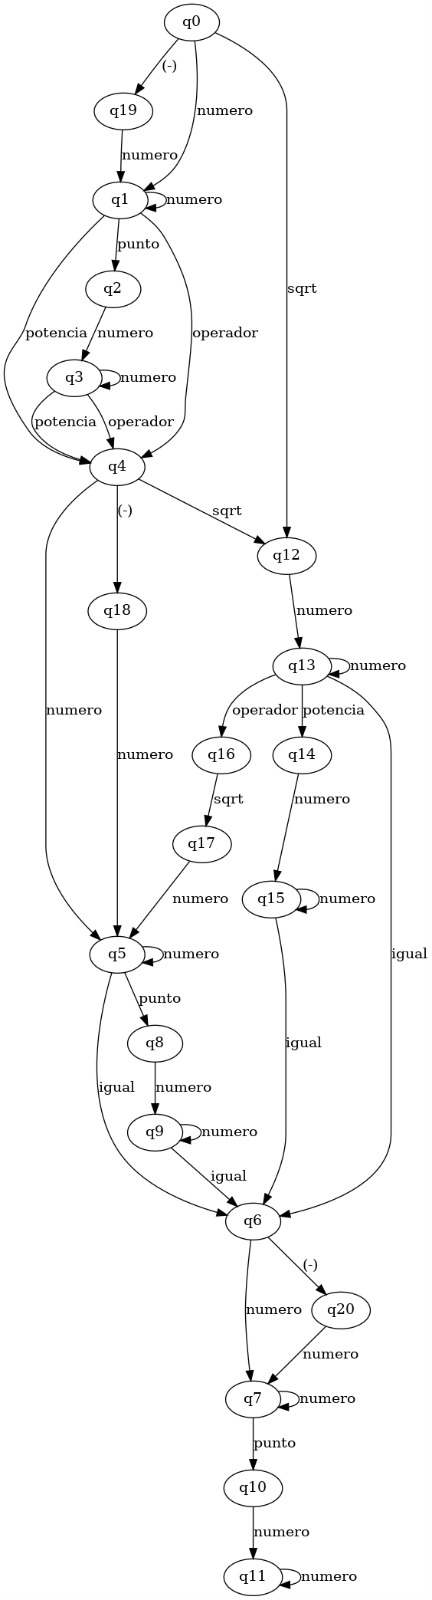 q0
(-)
q19
numero
numero
q1
numero
punto
q2
sqrt
potencia
numero
operador
q3
numero
potencia
operador
q4
(-)
sqrt
q12
q18
numero
q13
numero
numero
operador
potencia
q16
q14
numero
sqrt
numero
q17
q15
numero
numero
q5
numero
igual
punto
q8
igual
igual
numero
q9
numero
igual
q6
(-)
numero
q20
numero
q7
numero
punto
q10
numero
q11
numero